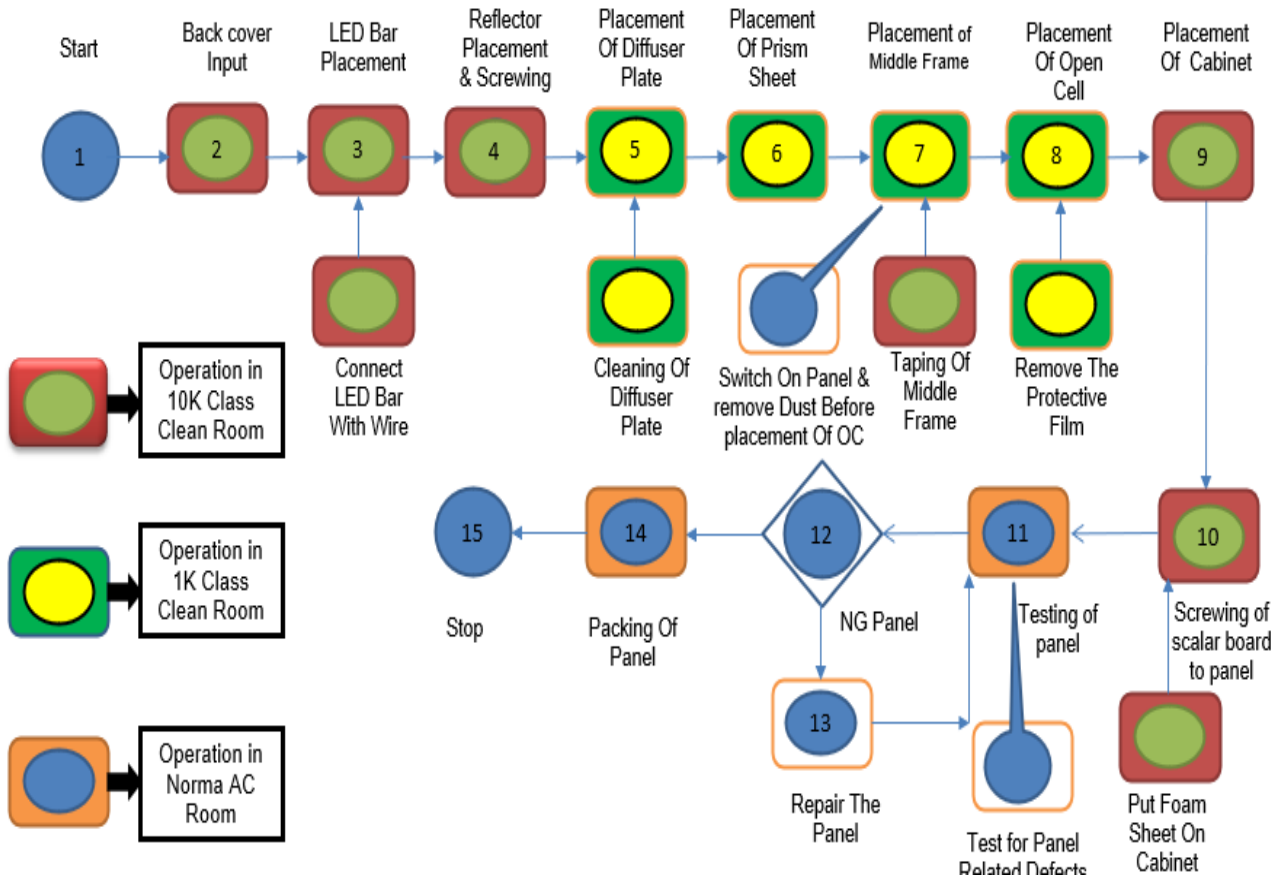 Start
Back cover
Input
LED Bar
Placement
Reflector
Placement
& Screwing
Placement
Of Diffuser
Plate
Placement
Of Prism
Sheet
Placement of
Middle Frame
Placement
Of Open
Cell
Placement
Of Cabinet
1
2
3
4
5
6
7
8
9
Connect
LED Bar
With Wire
Cleaning Of
Diffuser
Plate
Switch On Panel &
remove Dust Before
placement Of OC
Taping Of
Middle
Frame
Remove The
Protective
Film
Operation in
10K Class
Clean Room
Operation in
1K Class
Clean Room
Operation in
Norma AC
Room
15
14
12
11
10
Stop
Packing Of
Panel
NG Panel
Testing of
panel
Screwing of
scalar board
to panel
13
Repair The
Panel
Test for Panel
Related Defects
Put Foam
Sheet On
Cabinet